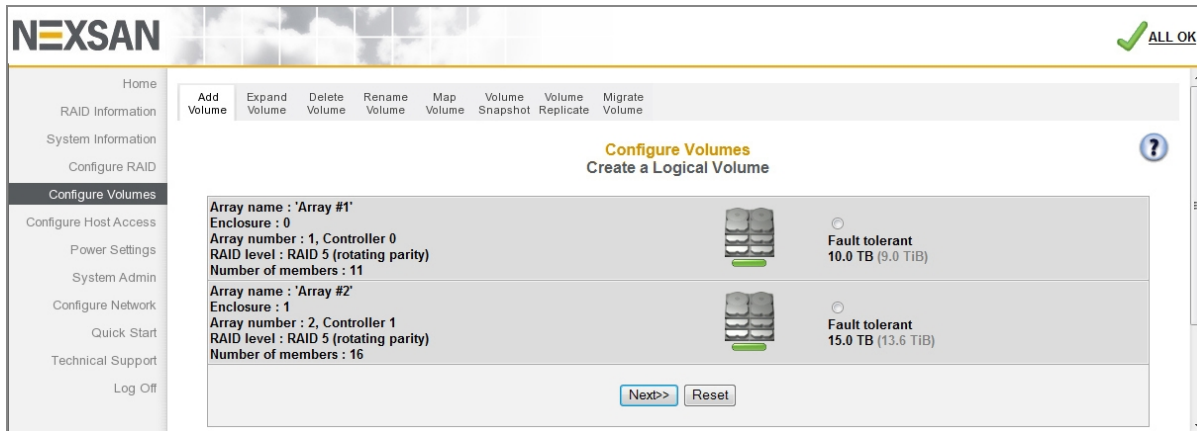 NEXSAN
ALL OK
Home
RAID Information
System Information
Configure RAID
Configure Volumes
Configure Host Access
Power Settings
System Admin
Configure Network
Quick Start
Technical Support
Log Off
Add Volume
Expand Volume
Delete Volume
Rename Volume
Map Volume
Volume Snapshot
Volume Replicate
Migrate Volume
Configure Volumes
Create a Logical Volume
?
Array name : 'Array #1'
Enclosure : 0
Array number : 1, Controller 0
RAID level : RAID 5 (rotating parity)
Number of members : 11
Fault tolerant
10.0 TB (9.0 TiB)
Array name : 'Array #2'
Enclosure : 1
Array number : 2, Controller 1
RAID level : RAID 5 (rotating parity)
Number of members : 16
Fault tolerant
15.0 TB (13.6 TiB)
Next>>
Reset